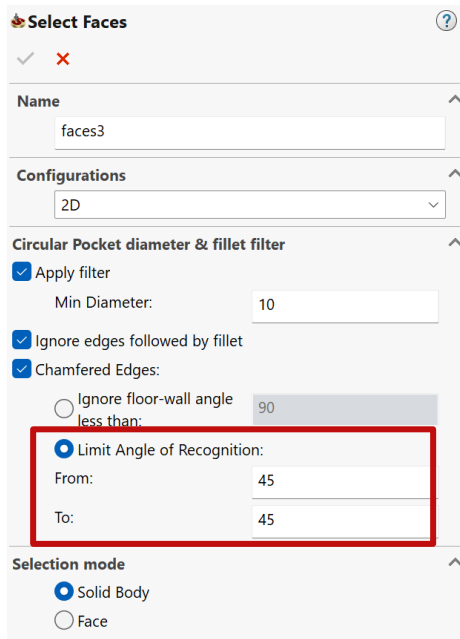 Select Faces
?
Name
faces3
Configurations
2D
Circular Pocket diameter & fillet filter
Apply filter
Min Diameter: 10
Ignore edges followed by fillet
Chamfered Edges:
Ignore floor-wall angle
less than: 90
Limit Angle of Recognition:
From: 45
To: 45
Selection mode
Solid Body
Face